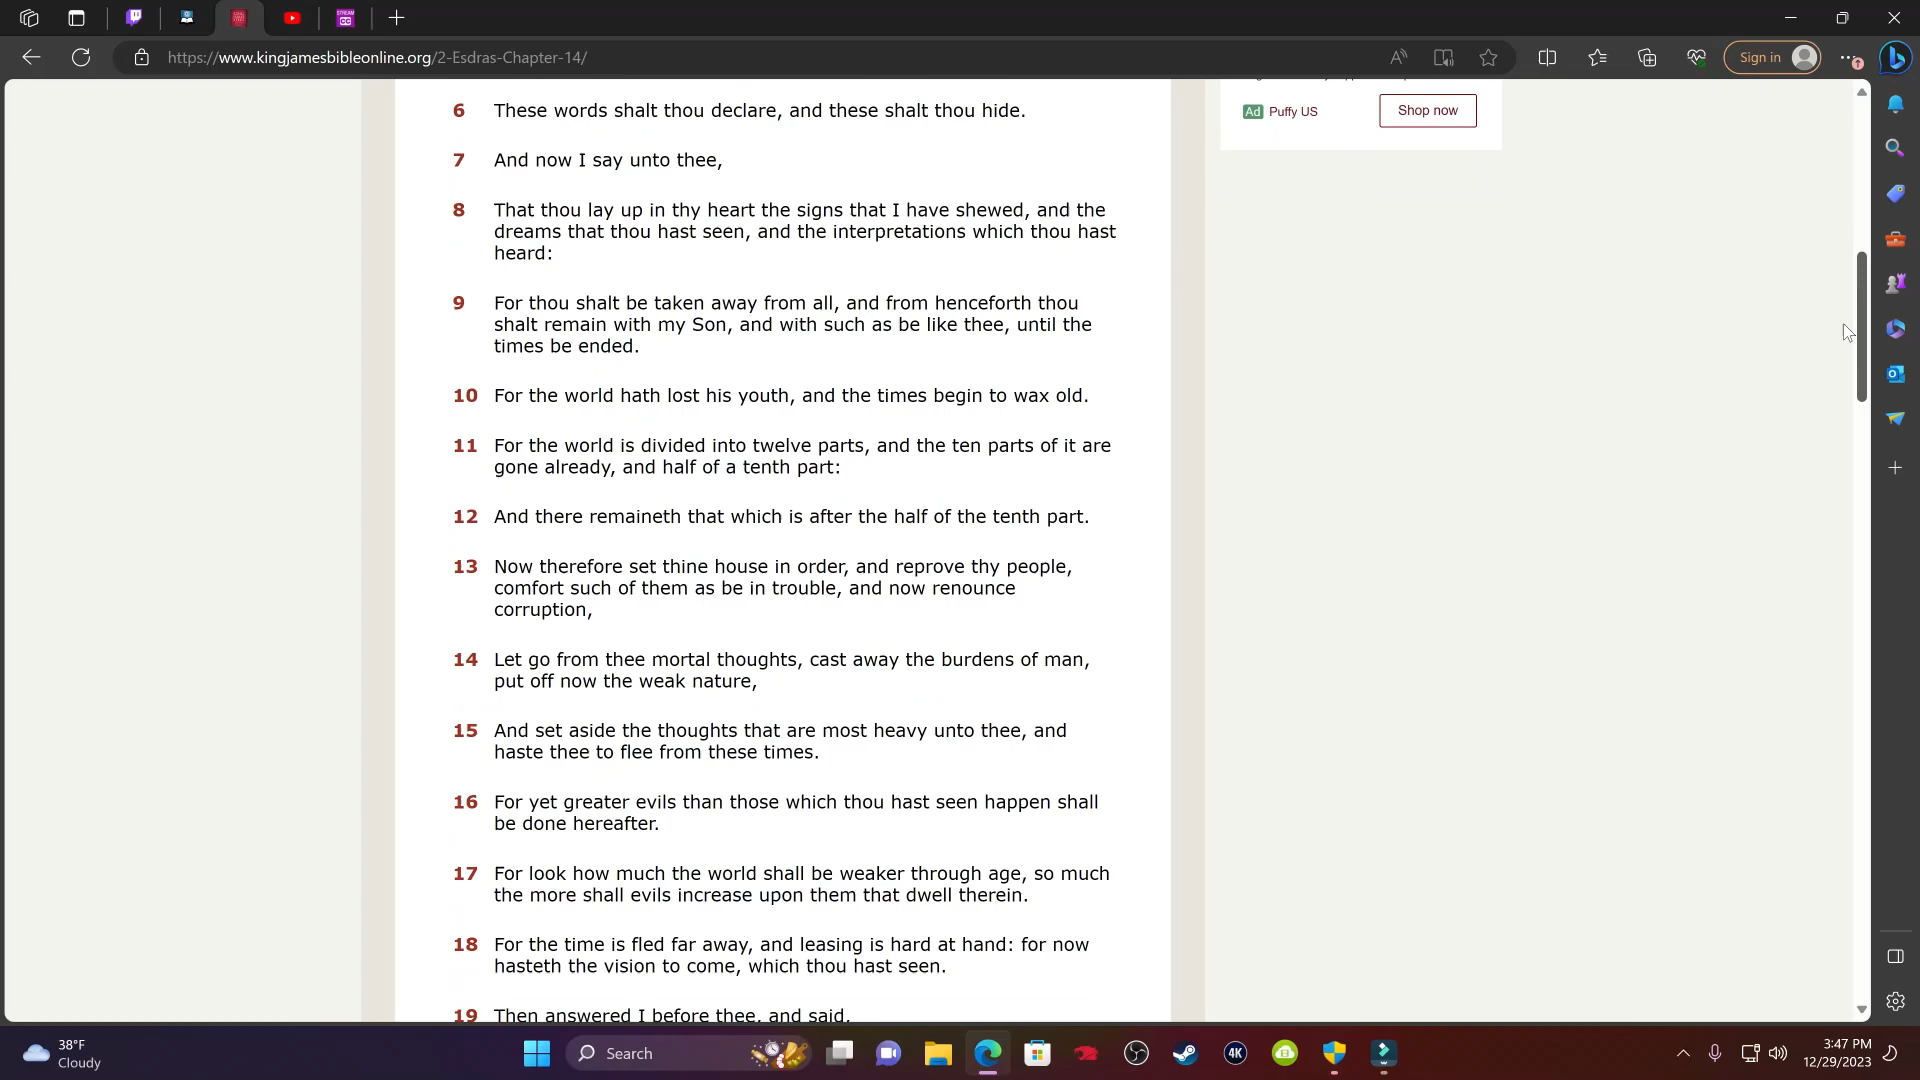 STREAM
CC
https://www.kingjamesbibleonline.org/2-Esdras-Chapter-14/
Sign in
6 These words shalt thou declare, and these shalt thou hide.
Ad Puffy US
Shop now
7 And now I say unto thee,
8 That thou lay up in thy heart the signs that I have shewed, and the
dreams that thou hast seen, and the interpretations which thou hast
heard:
9 For thou shalt be taken away from all, and from henceforth thou
shalt remain with my Son, and with such as be like thee, until the
times be ended.
10 For the world hath lost his youth, and the times begin to wax old.
11 For the world is divided into twelve parts, and the ten parts of it are
gone already, and half of a tenth part:
12 And there remaineth that which is after the half of the tenth part.
13 Now therefore set thine house in order, and reprove thy people,
comfort such of them as be in trouble, and now renounce
corruption,
14 Let go from thee mortal thoughts, cast away the burdens of man,
put off now the weak nature,
15 And set aside the thoughts that are most heavy unto thee, and
haste thee to flee from these times.
16 For yet greater evils than those which thou hast seen happen shall
be done hereafter.
17 For look how much the world shall be weaker through age, so much
the more shall evils increase upon them that dwell therein.
18 For the time is fled far away, and leasing is hard at hand: for now
hasteth the vision to come, which thou hast seen.
19 Then answered I before thee, and said,
38°F
Cloudy
Search
4K
3:47 PM
12/29/2023